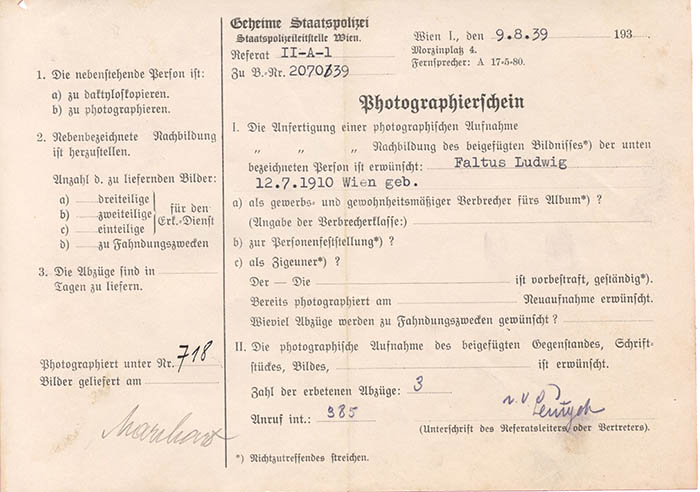 1. Die nebenstehende Person ist:
a) zu daktyloskopieren.
b) zu photographieren.
2. Nebenbezeichnete Nachbildung
ist herzustellen.
Anzahl d. zu liefernden Bilder:
a) dreiteilige
b) zweiteilige
c) einteilige
für den
Erk.-Dienst
d) zu Fahndungszwecken
3. Die Abzüge sind in
Tagen zu liefern.
Photographiert unter Nr. 718
Bilder geliefert am
Geheime Staatspolizei
Staatspolizeileitstelle Wien.
Referat II-A-1
Zu B.-Nr. 2070/39
Wien I., den 9.8.39 193
Morzinplatz 4.
Fernsprecher: A 17-5-80.
Photographierschein
I. Die Anfertigung einer photographischen Aufnahme
„ „ „ Nachbildung des beigefügten Bildnisses*) der unten
bezeichneten Person ist erwünscht: Faltus Ludwig
12.7.1910 Wien geb.
a) als gewerbs- und gewohnheitsmäßiger Verbrecher fürs Album*) ?
(Angabe der Verbrecherklasse:)
b) zur Personenfeststellung*) ?
c) als Zigeuner*) ?
Der — Die ist vorbestraft, geständig*).
Bereits photographiert am Neuaufnahme erwünscht.
Wieviel Abzüge werden zu Fahndungszwecken gewünscht ?
II. Die photographische Aufnahme des beigefügten Gegenstandes, Schrift-
stückes, Bildes, ist erwünscht.
Zahl der erbetenen Abzüge: 3
Anruf int.: 385
(Unterschrift des Referatsleiters oder Vertreters).
*) Nichtzutreffendes streichen.